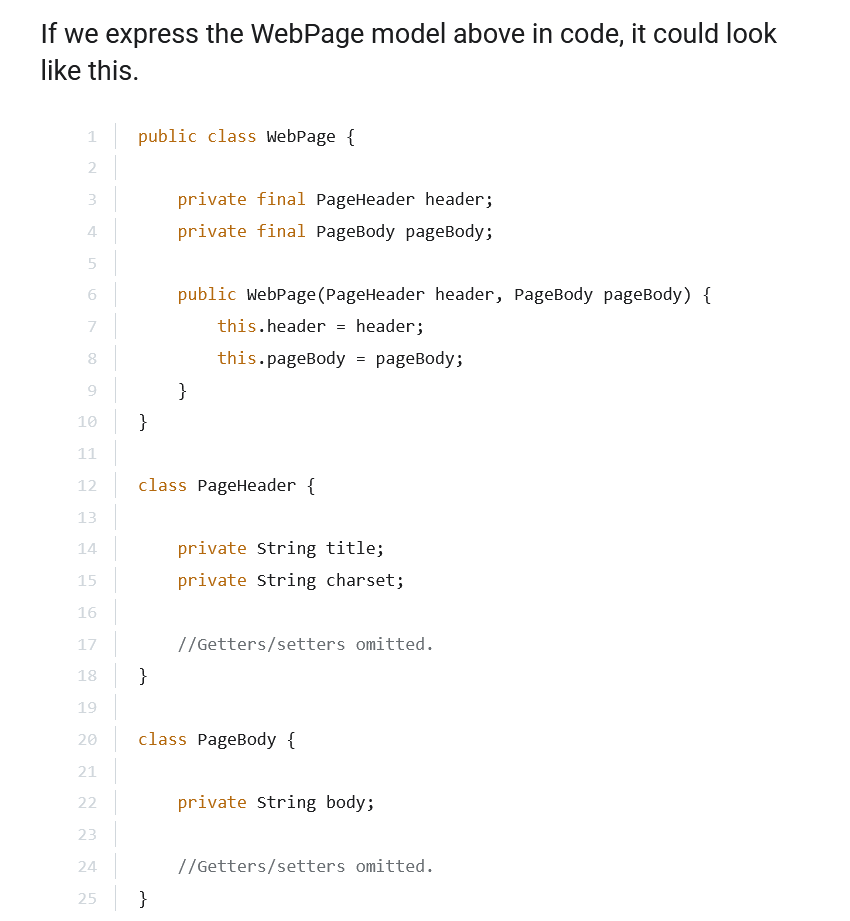 If we express the WebPage model above in code, it could look
like this.
1 public class WebPage {
2
3     private final PageHeader header;
4     private final PageBody pageBody;
5
6     public WebPage(PageHeader header, PageBody pageBody) {
7         this.header = header;
8         this.pageBody = pageBody;
9     }
10 }
11
12 class PageHeader {
13
14     private String title;
15     private String charset;
16
17     //Getters/setters omitted.
18 }
19
20 class PageBody {
21
22     private String body;
23
24     //Getters/setters omitted.
25 }